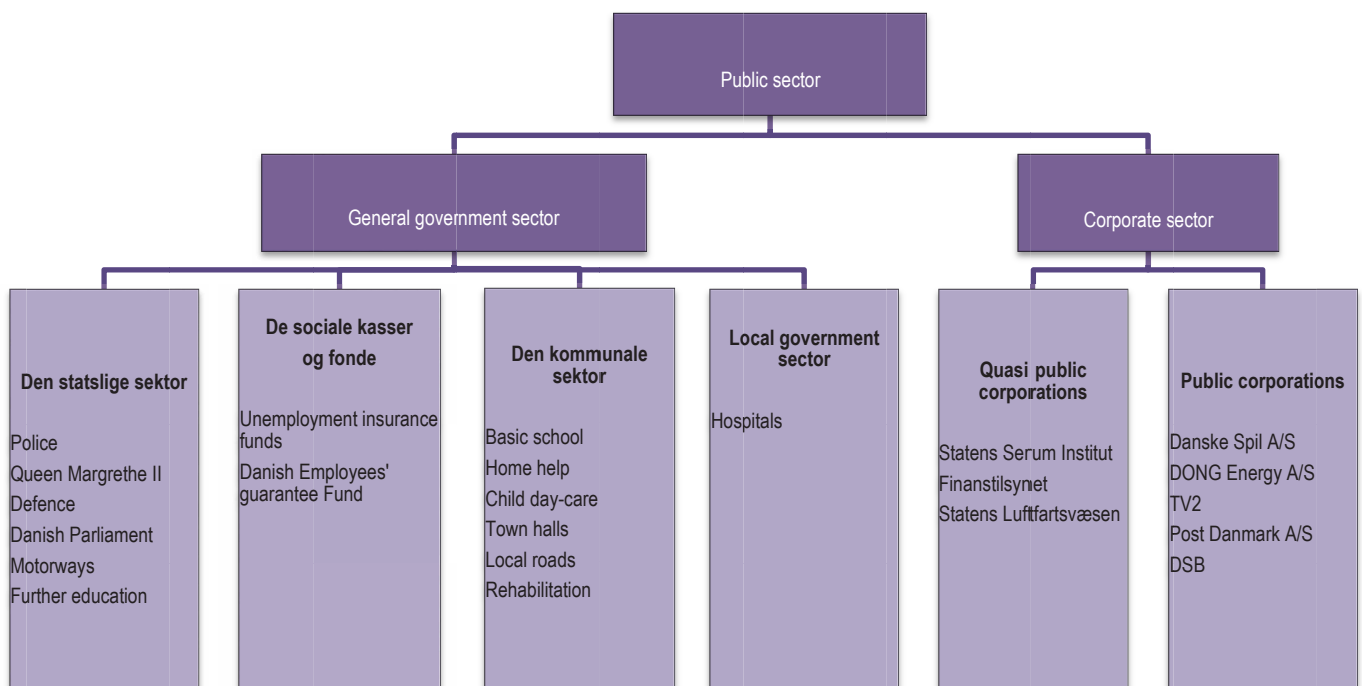 Public sector
General government sector
Corporate sector
Den statslige sektor
Police
Queen Margrethe II
Defence
Danish Parliament
Motorways
Further education
De sociale kasser
og fonde
Unemployment insurance
funds
Danish Employees'
guarantee Fund
Den kommunale
sektor
Basic school
Home help
Child day-care
Town halls
Local roads
Rehabilitation
Local government
sector
Hospitals
Quasi public
corporations
Statens Serum Institut
Finanstilsynet
Statens Luftfartsvæsen
Public corporations
Danske Spil A/S
DONG Energy A/S
TV2
Post Danmark A/S
DSB